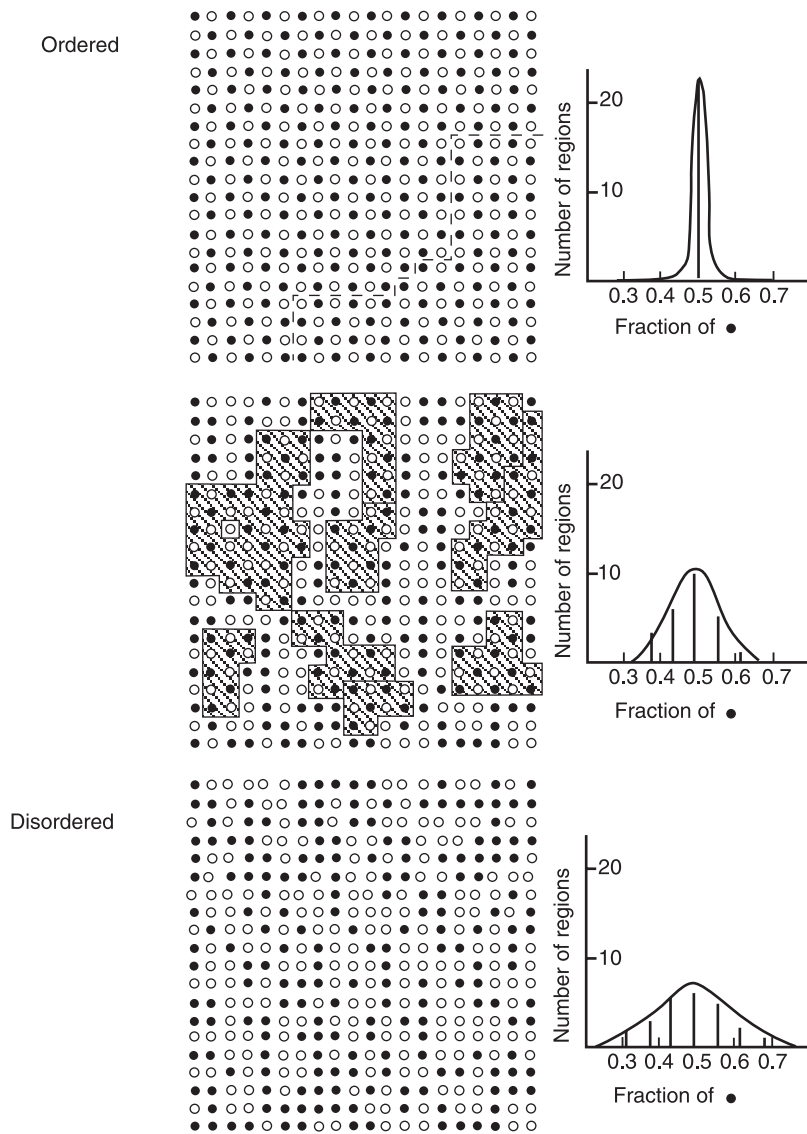 Ordered
Number of regions
20
10
0.3 0.4 0.5 0.6 0.7
Fraction of ●
Number of regions
20
10
0.3 0.4 0.5 0.6 0.7
Fraction of ●
Disordered
Number of regions
20
10
0.3 0.4 0.5 0.6 0.7
Fraction of ●